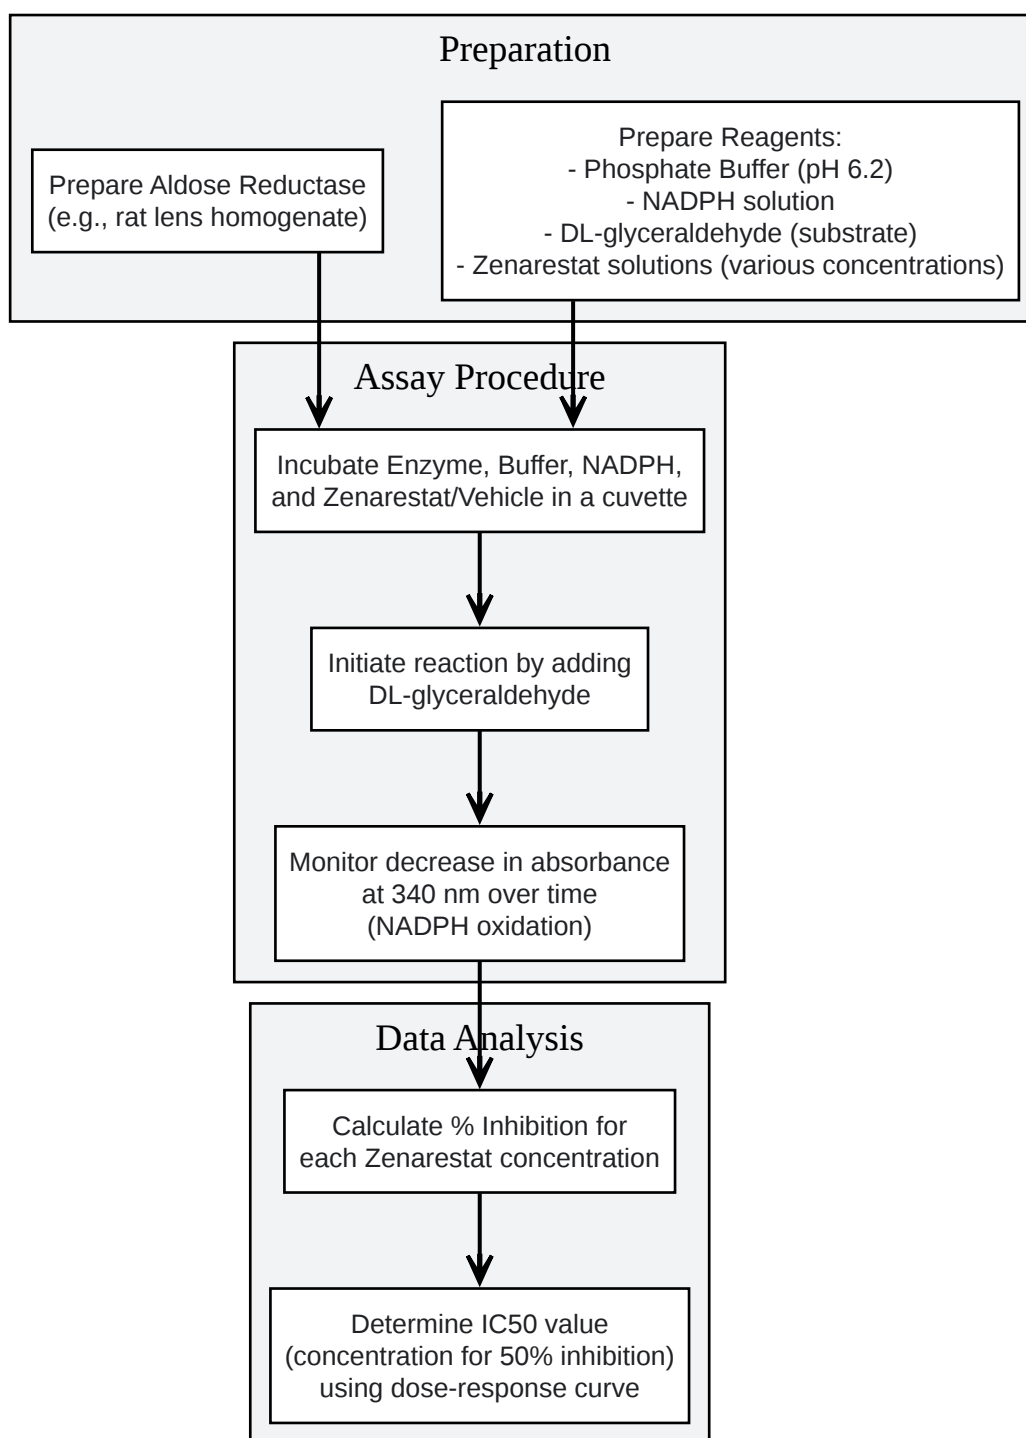 Preparation
Prepare Aldose Reductase
(e.g., rat lens homogenate)
Prepare Reagents:
- Phosphate Buffer (pH 6.2)
- NADPH solution
- DL-glyceraldehyde (substrate)
- Zenarestat solutions (various concentrations)
Assay Procedure
Incubate Enzyme, Buffer, NADPH,
and Zenarestat/Vehicle in a cuvette
Initiate reaction by adding
DL-glyceraldehyde
Monitor decrease in absorbance
at 340 nm over time
(NADPH oxidation)
Data Analysis
Calculate % Inhibition for
each Zenarestat concentration
Determine IC50 value
(concentration for 50% inhibition)
using dose-response curve